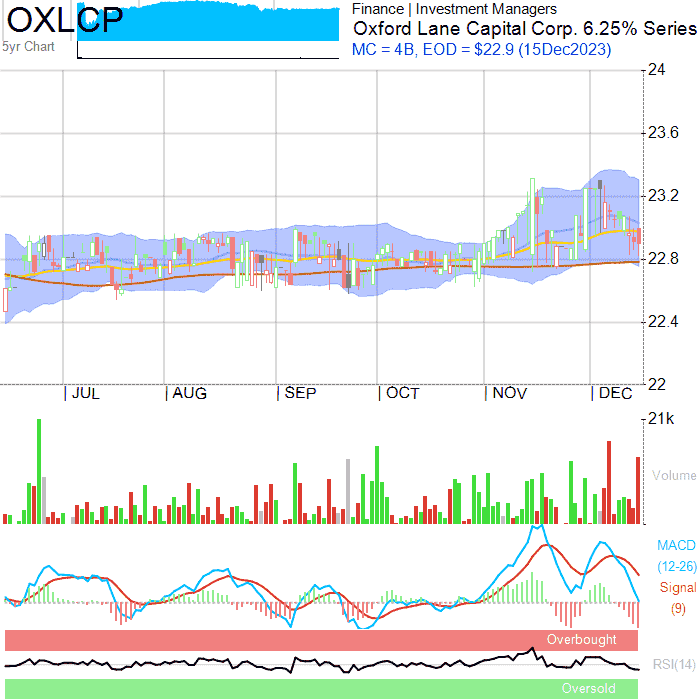 OXLCP
5yr Chart
Finance | Investment Managers
Oxford Lane Capital Corp. 6.25% Series
MC = 4B, EOD = $22.9 (15Dec2023)
24
23.6
23.2
22.8
22.4
22
| JUL | AUG | SEP | OCT | NOV | DEC
21k
Volume
MACD
(12-26)
Signal
(9)
Overbought
RSI(14)
Oversold